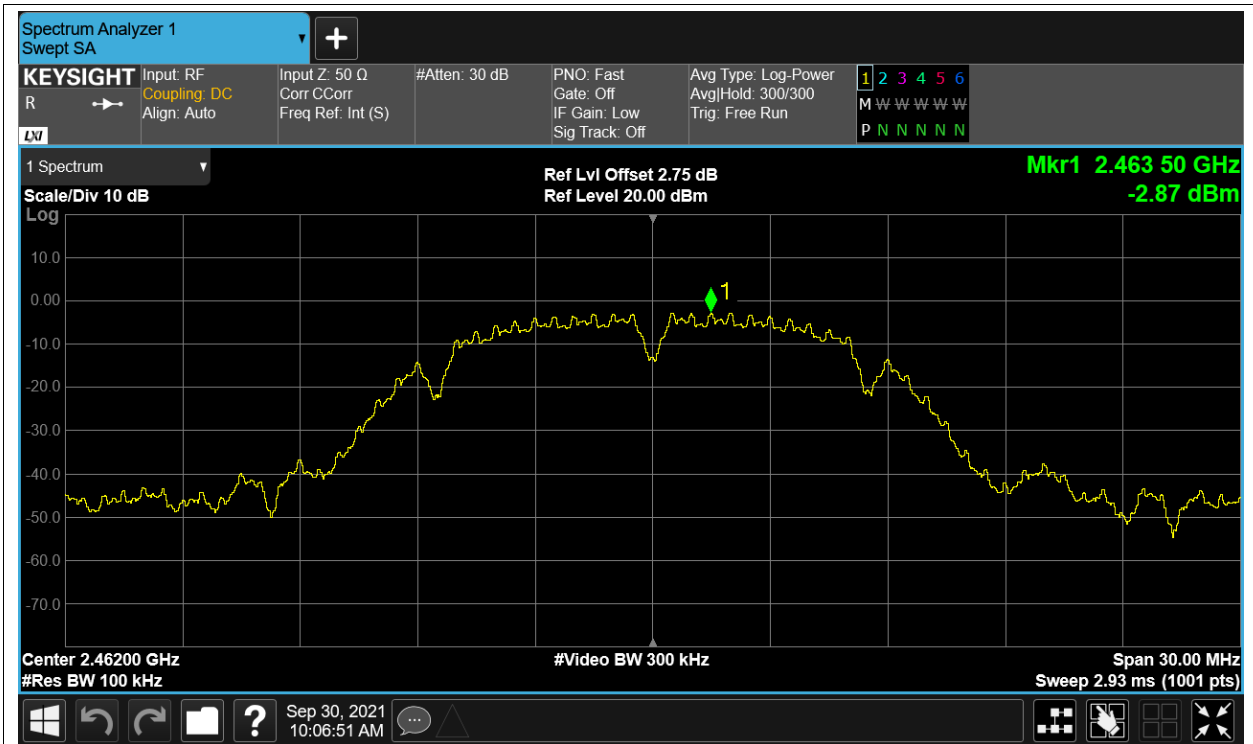 Spectrum Analyzer 1
Swept SA
KEYSIGHT
R
LXI
Input: RF
Coupling: DC
Align: Auto
Input Z: 50 Ω
Corr CCorr
Freq Ref: Int (S)
#Atten: 30 dB
PNO: Fast
Gate: Off
IF Gain: Low
Sig Track: Off
Avg Type: Log-Power
Avg|Hold: 300/300
Trig: Free Run
1 2 3 4 5 6
M W W W W W
P N N N N N
1 Spectrum
Scale/Div 10 dB
Log
Ref Lvl Offset 2.75 dB
Ref Level 20.00 dBm
Mkr1 2.463 50 GHz
-2.87 dBm
10.0
0.00
-10.0
-20.0
-30.0
-40.0
-50.0
-60.0
-70.0
1
Center 2.46200 GHz
#Res BW 100 kHz
#Video BW 300 kHz
Span 30.00 MHz
Sweep 2.93 ms (1001 pts)
?
Sep 30, 2021
10:06:51 AM